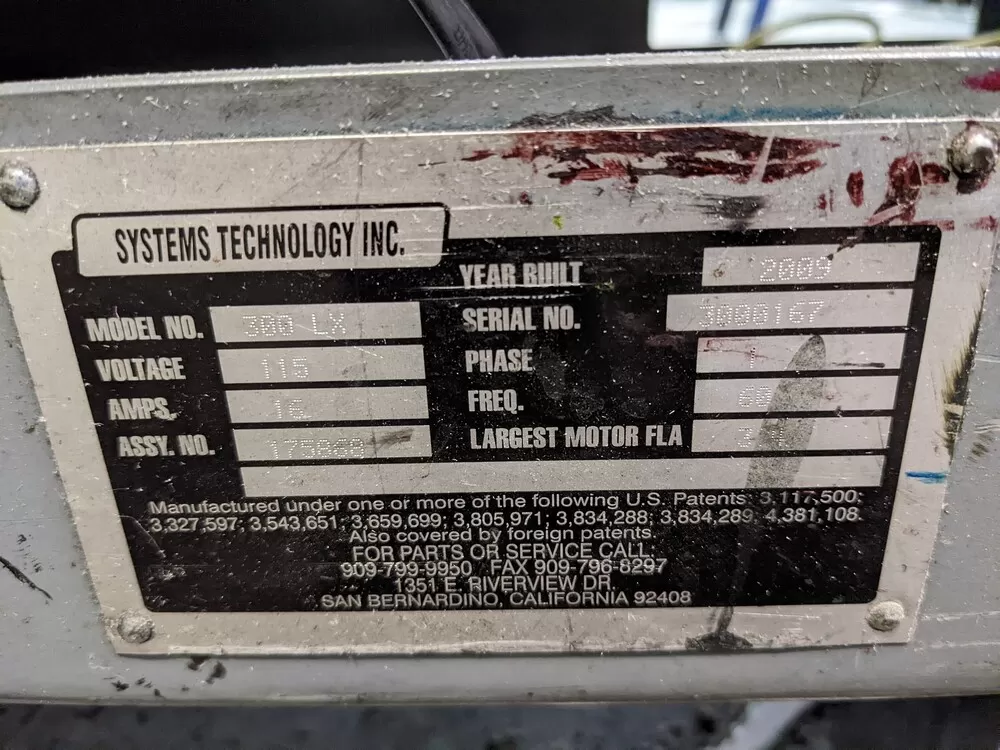 SYSTEMS TECHNOLOGY INC.
YEAR BUILT 2009
MODEL NO. 300 LX
SERIAL NO. 3000167
VOLTAGE 115
PHASE 1
AMPS. 16
FREQ. 60
ASSY. NO. 175060
LARGEST MOTOR FLA
Manufactured under one or more of the following U.S. Patents: 3,117,500;
3,327,597; 3,543,651; 3,659,699; 3,805,971; 3,834,288; 3,834,289, 4,381,108.
Also covered by foreign patents.
FOR PARTS OR SERVICE CALL.
909-799-9950 FAX 909-796-8297
1351 E. RIVERVIEW DR.
SAN BERNARDINO, CALIFORNIA 92408